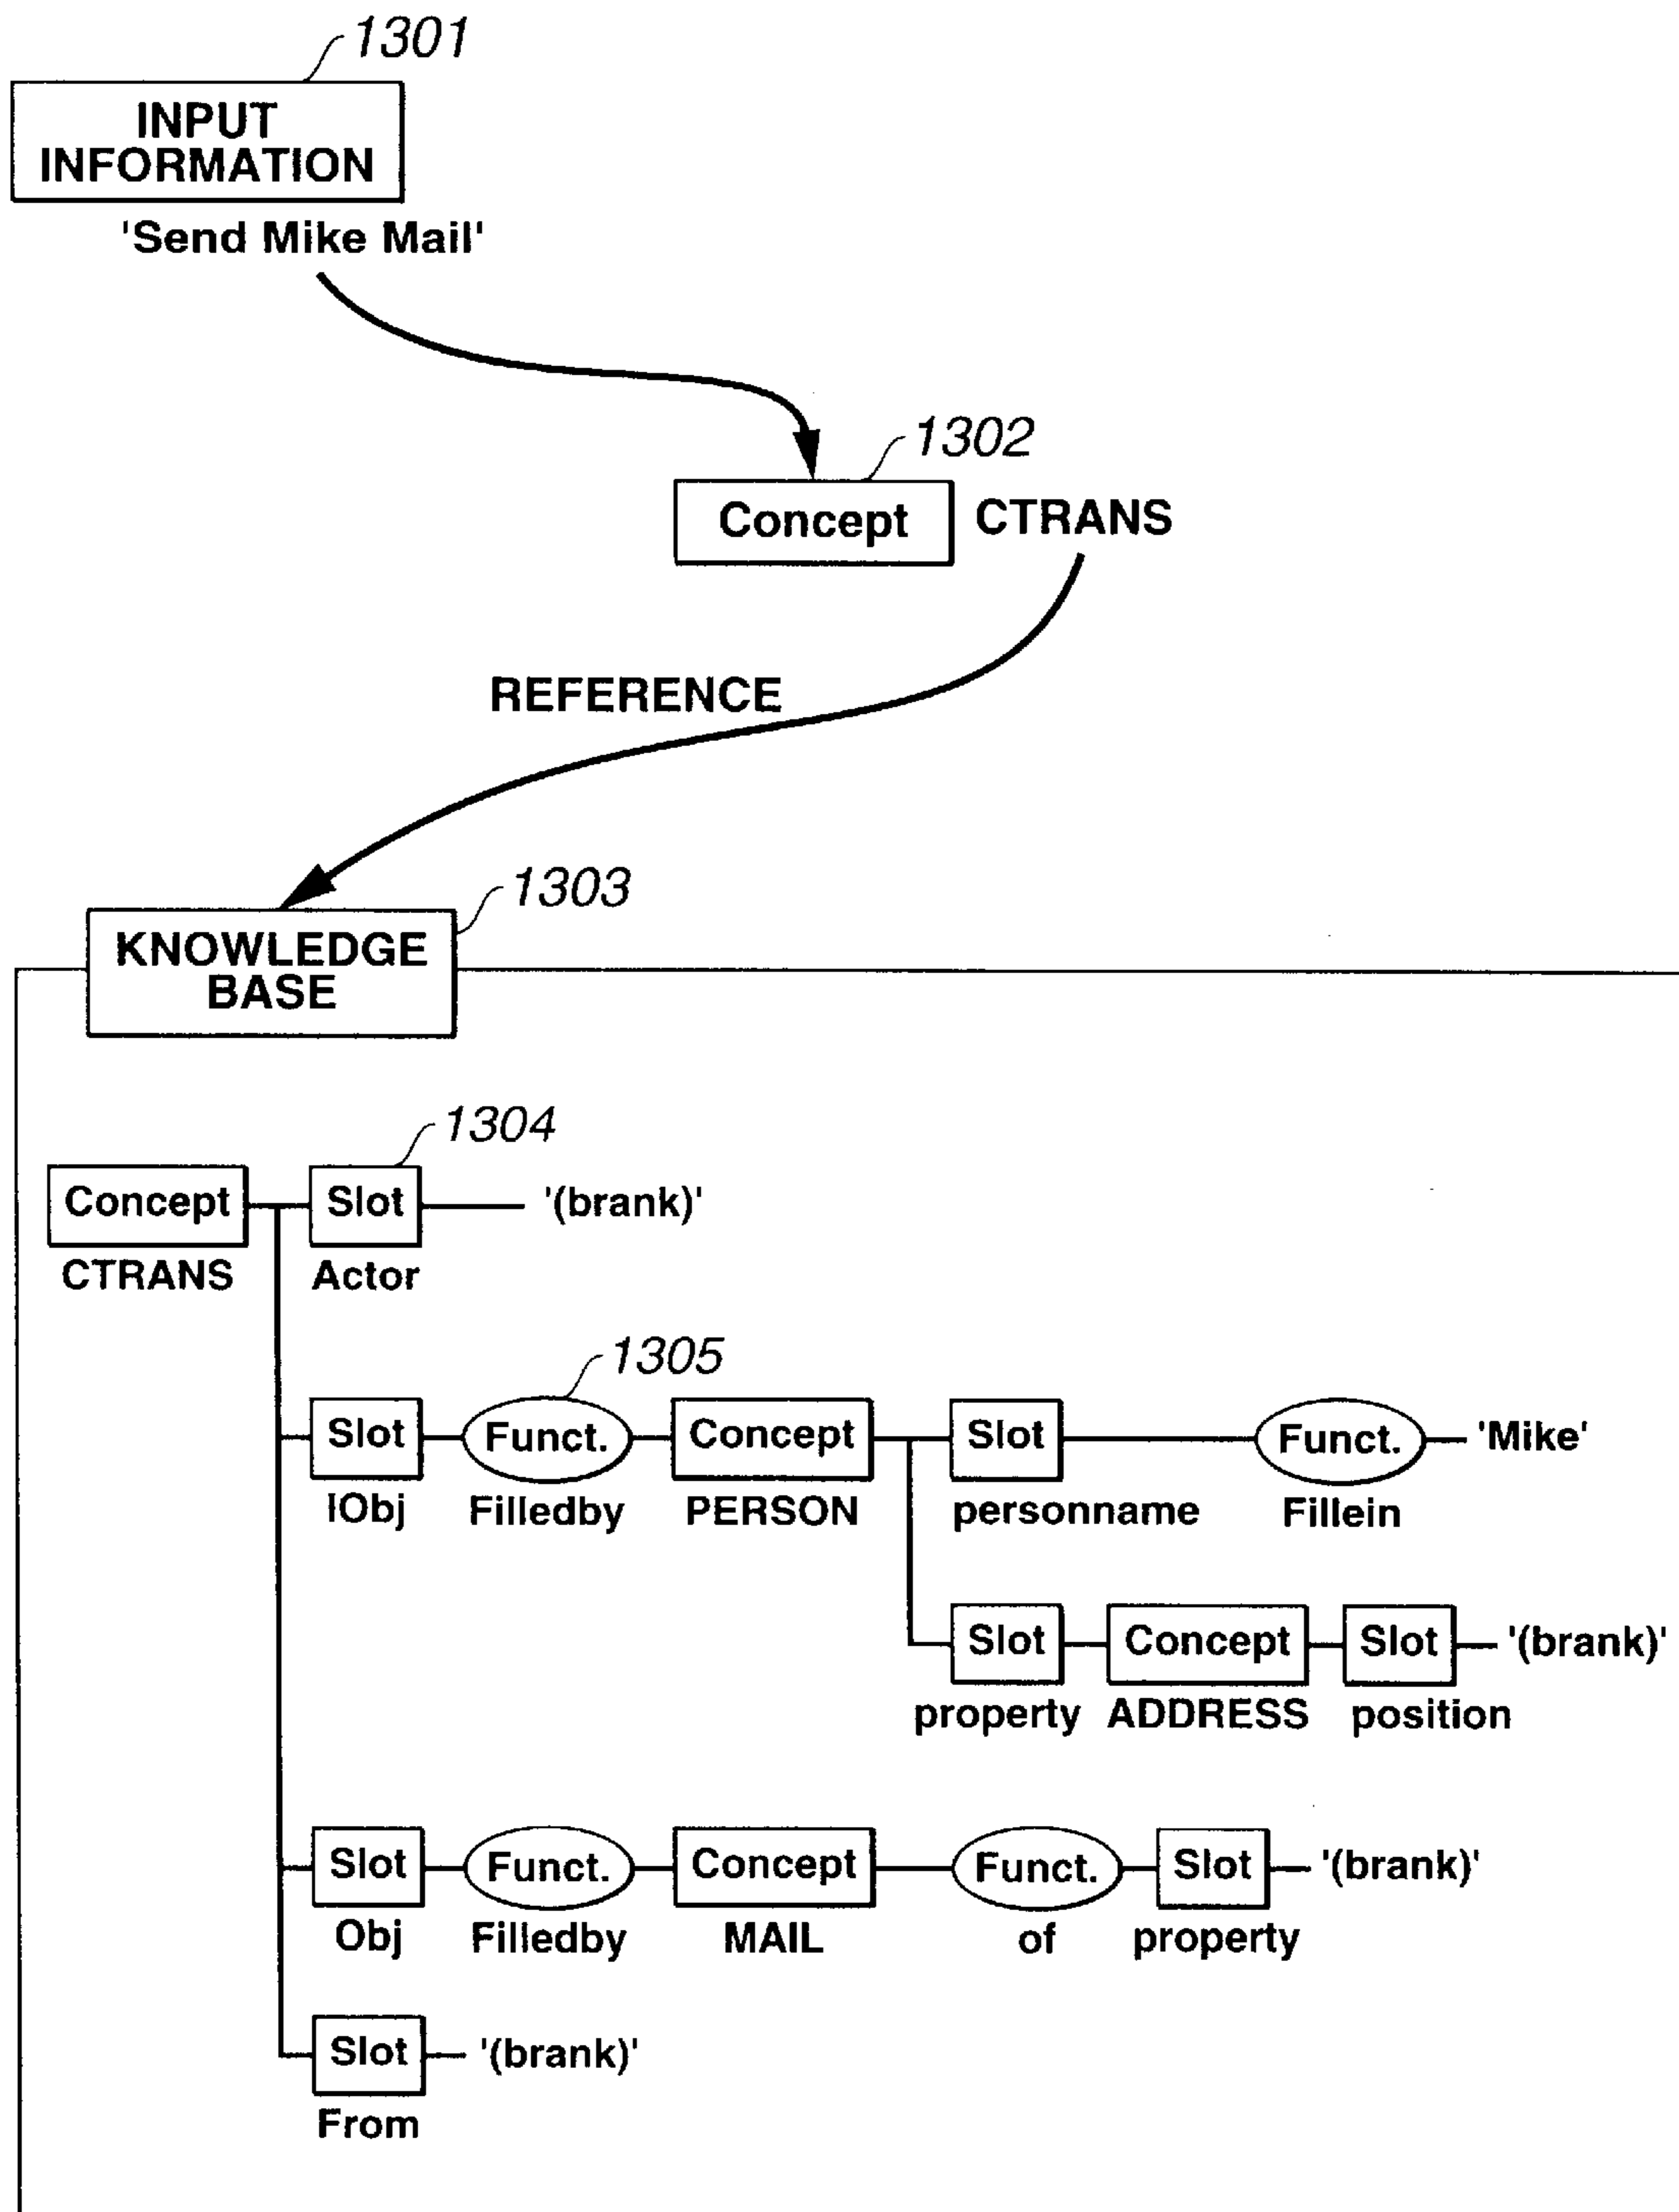 1301
INPUT
INFORMATION
'Send Mike Mail'
1302
Concept CTRANS
REFERENCE
1303
KNOWLEDGE
BASE
1304
Concept Slot '(brank)'
CTRANS Actor
1305
Slot Funct. Concept Slot Funct. 'Mike'
IObj Filledby PERSON personname Fillein
Slot Concept Slot '(brank)'
property ADDRESS position
Slot Funct. Concept Funct. Slot '(brank)'
Obj Filledby MAIL of property
Slot '(brank)'
From